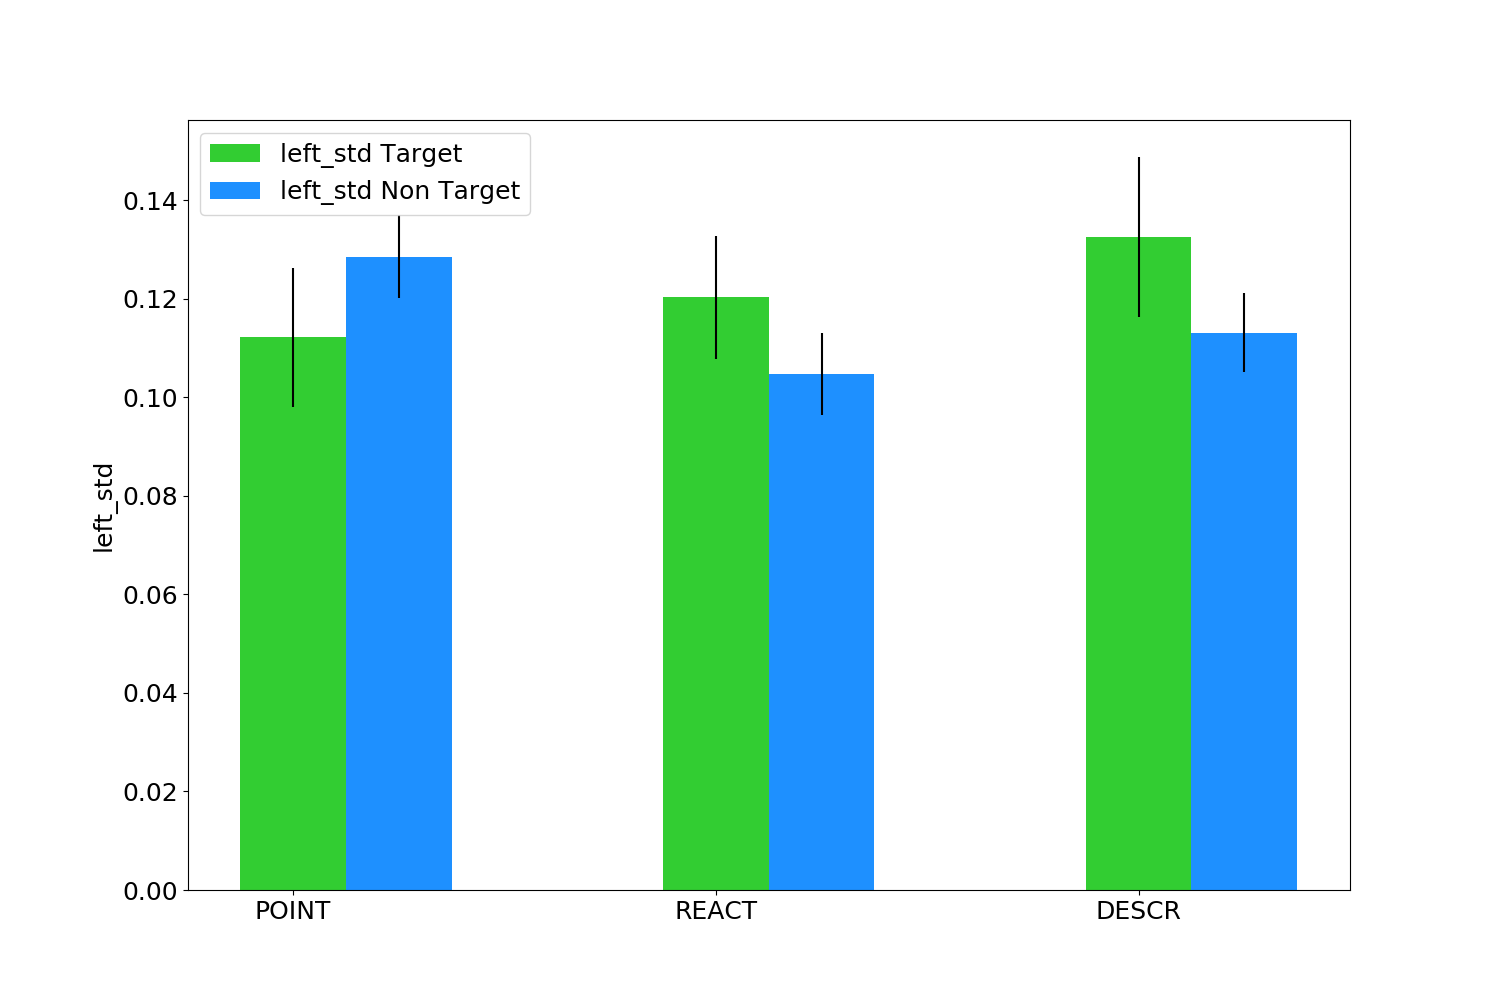 left_std Target
left_std Non Target
left_std
0.14
0.12
0.10
0.08
0.06
0.04
0.02
0.00
POINT REACT DESCR